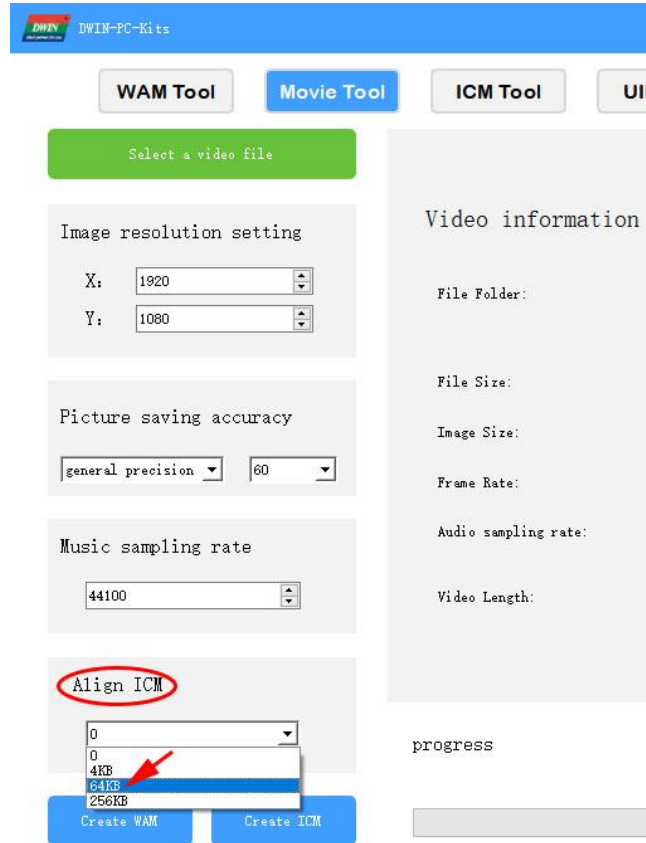 DWIN DWIN-PC-Kits
WAM Tool Movie Tool ICM Tool
Select a video file
Image resolution setting
X: 1920
Y: 1080
Picture saving accuracy
general precision 60
Music sampling rate
44100
Align ICM
0
0
4KB
64KB
256KB
Create WAM Create ICM
Video information
File Folder:
File Size:
Image Size:
Frame Rate:
Audio sampling rate:
Video Length:
progress